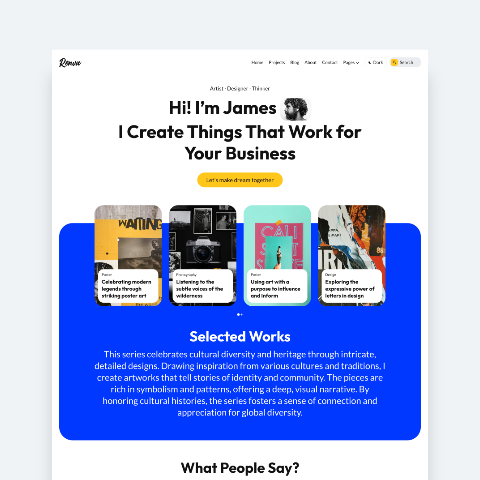 Renva
Home Projects Blog About Contact Pages Dark Search
Artist · Designer · Thinker
Hi! I'm James
I Create Things That Work for
Your Business
Let's make dream together
WAITING
Poster
Celebrating modern
legends through
striking poster art
Photography
Listening to the
subtle voices of the
wilderness
Poster
Using art with a
purpose to influence
and inform
Design
Exploring the
expressive power of
letters in design
Selected Works
This series celebrates cultural diversity and heritage through intricate,
detailed designs. Drawing inspiration from various cultures and traditions, I
create artworks that tell stories of identity and community. The pieces are
rich in symbolism and patterns, offering a deep, visual narrative. By
honoring cultural histories, the series fosters a sense of connection and
appreciation for global diversity.
What People Say?